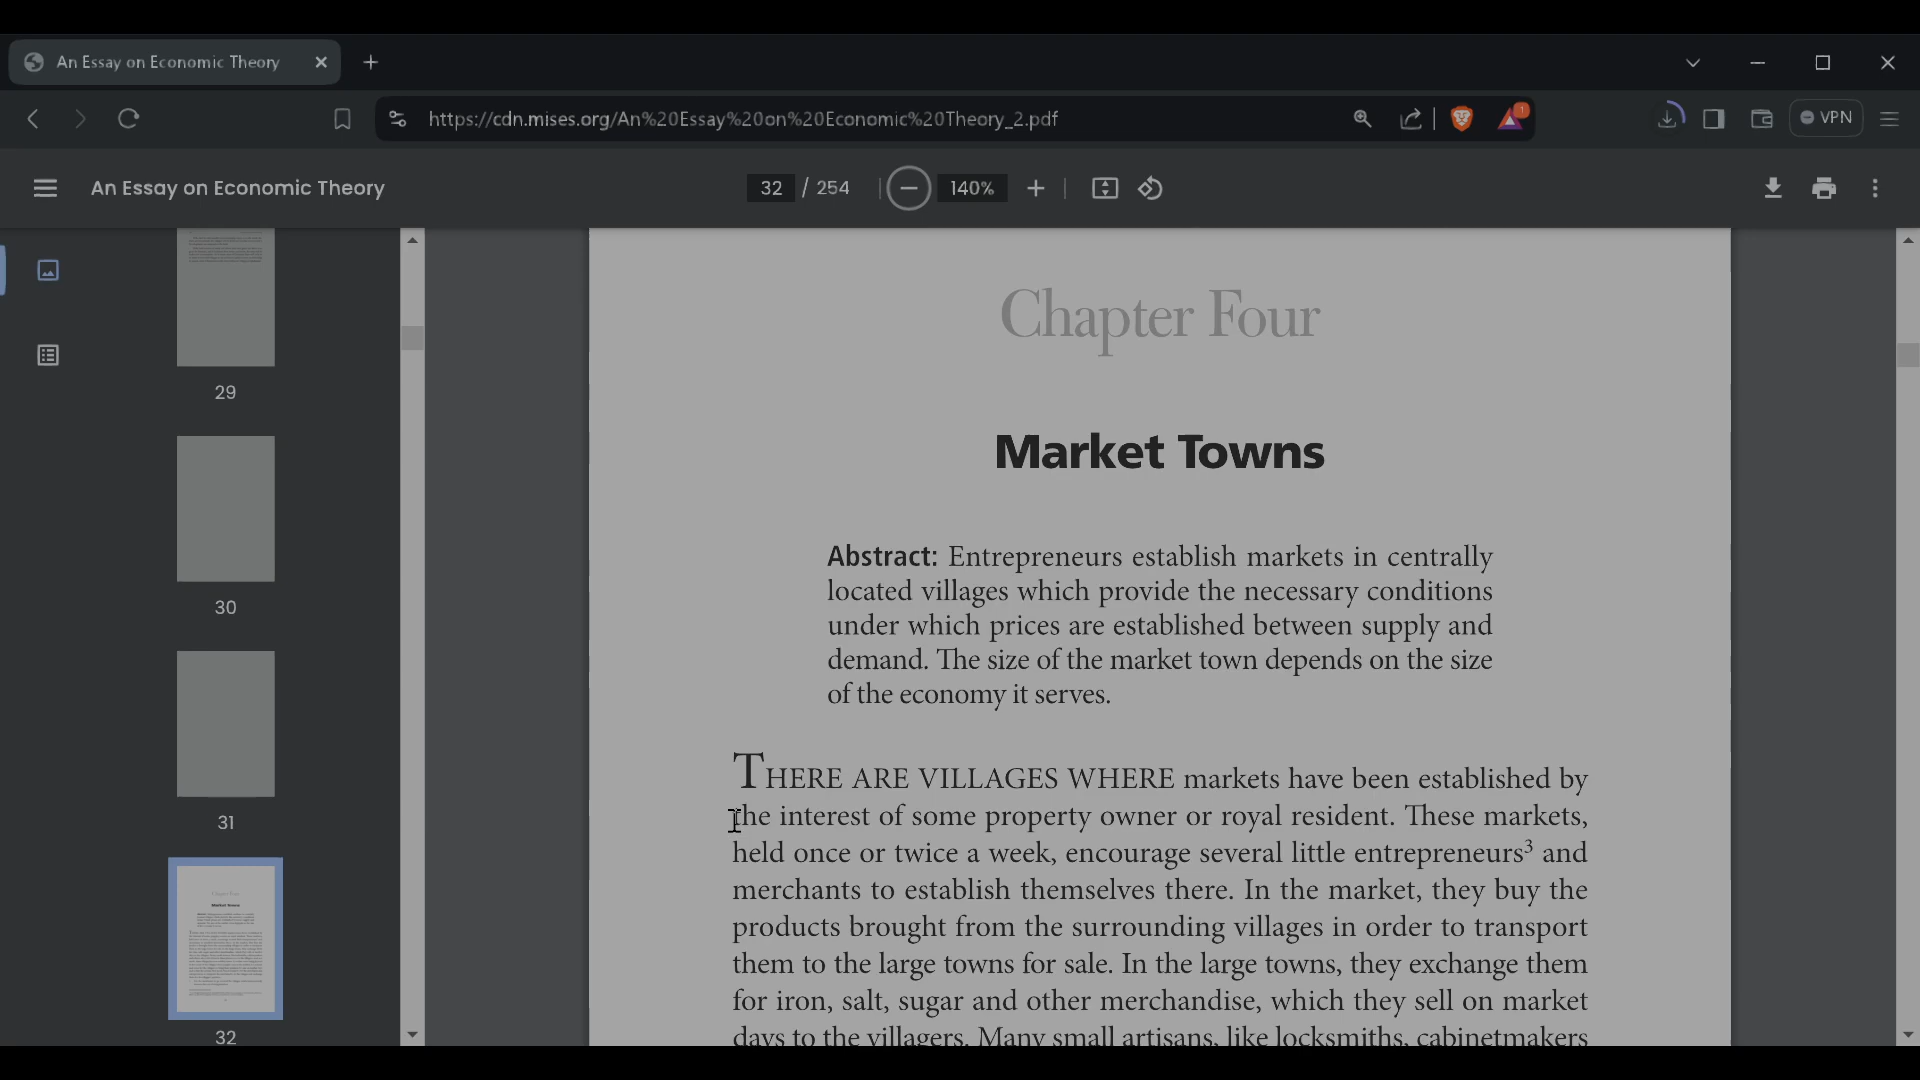 An Essay on Economic Theory
https://cdn.mises.org/An%20Essay%20on%20Economic%20Theory_2.pdf
1
VPN
An Essay on Economic Theory
32 / 254
140%
29
30
31
32
Chapter Four
Market Towns
Abstract: Entrepreneurs establish markets in centrally
located villages which provide the necessary conditions
under which prices are established between supply and
demand. The size of the market town depends on the size
of the economy it serves.
THERE ARE VILLAGES WHERE markets have been established by
the interest of some property owner or royal resident. These markets,
held once or twice a week, encourage several little entrepreneurs³ and
merchants to establish themselves there. In the market, they buy the
products brought from the surrounding villages in order to transport
them to the large towns for sale. In the large towns, they exchange them
for iron, salt, sugar and other merchandise, which they sell on market
days to the villagers. Many small artisans, like locksmiths, cabinetmakers